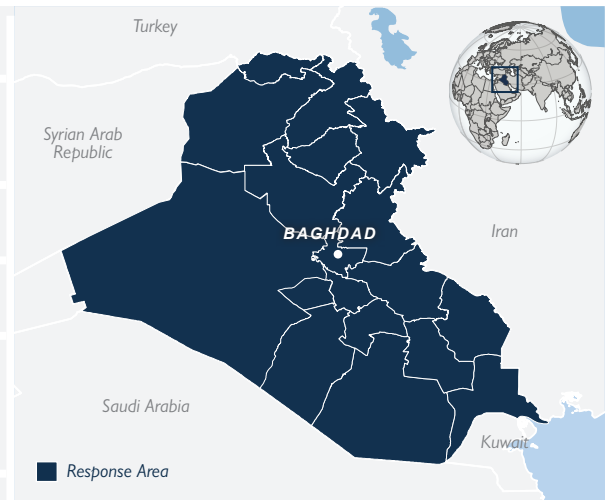 Turkey
Syrian Arab
Republic
BAGHDAD
Iran
Saudi Arabia
Kuwait
Response Area